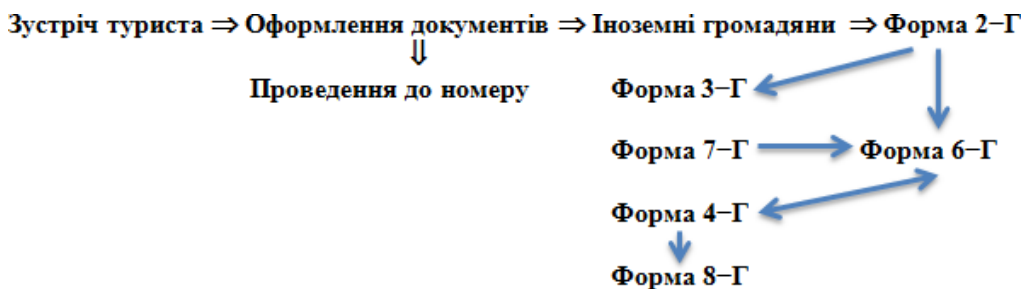 Зустріч туриста ⇒ Оформлення документів ⇒ Іноземні громадяни ⇒ Форма 2−Г
⇓
Проведення до номеру Форма 3−Г
Форма 7−Г Форма 6−Г
Форма 4−Г
Форма 8−Г